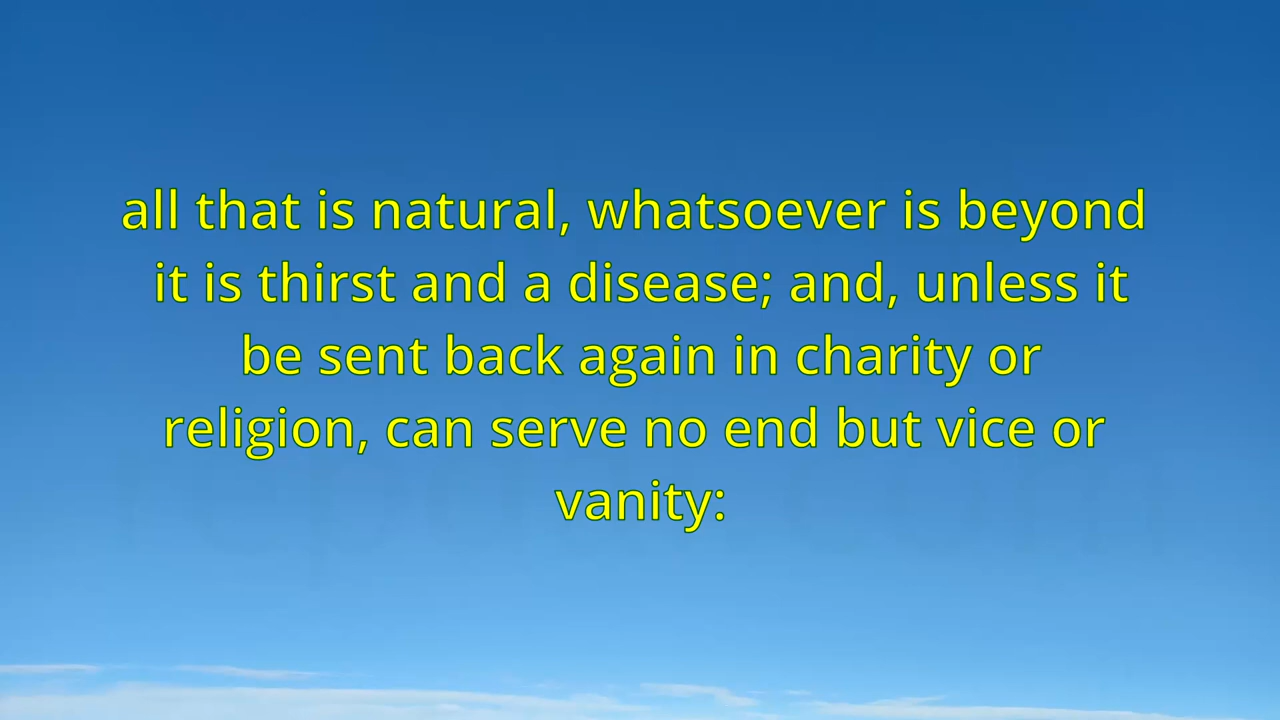 all that is natural, whatsoever is beyond
it is thirst and a disease; and, unless it
be sent back again in charity or
religion, can serve no end but vice or
vanity: